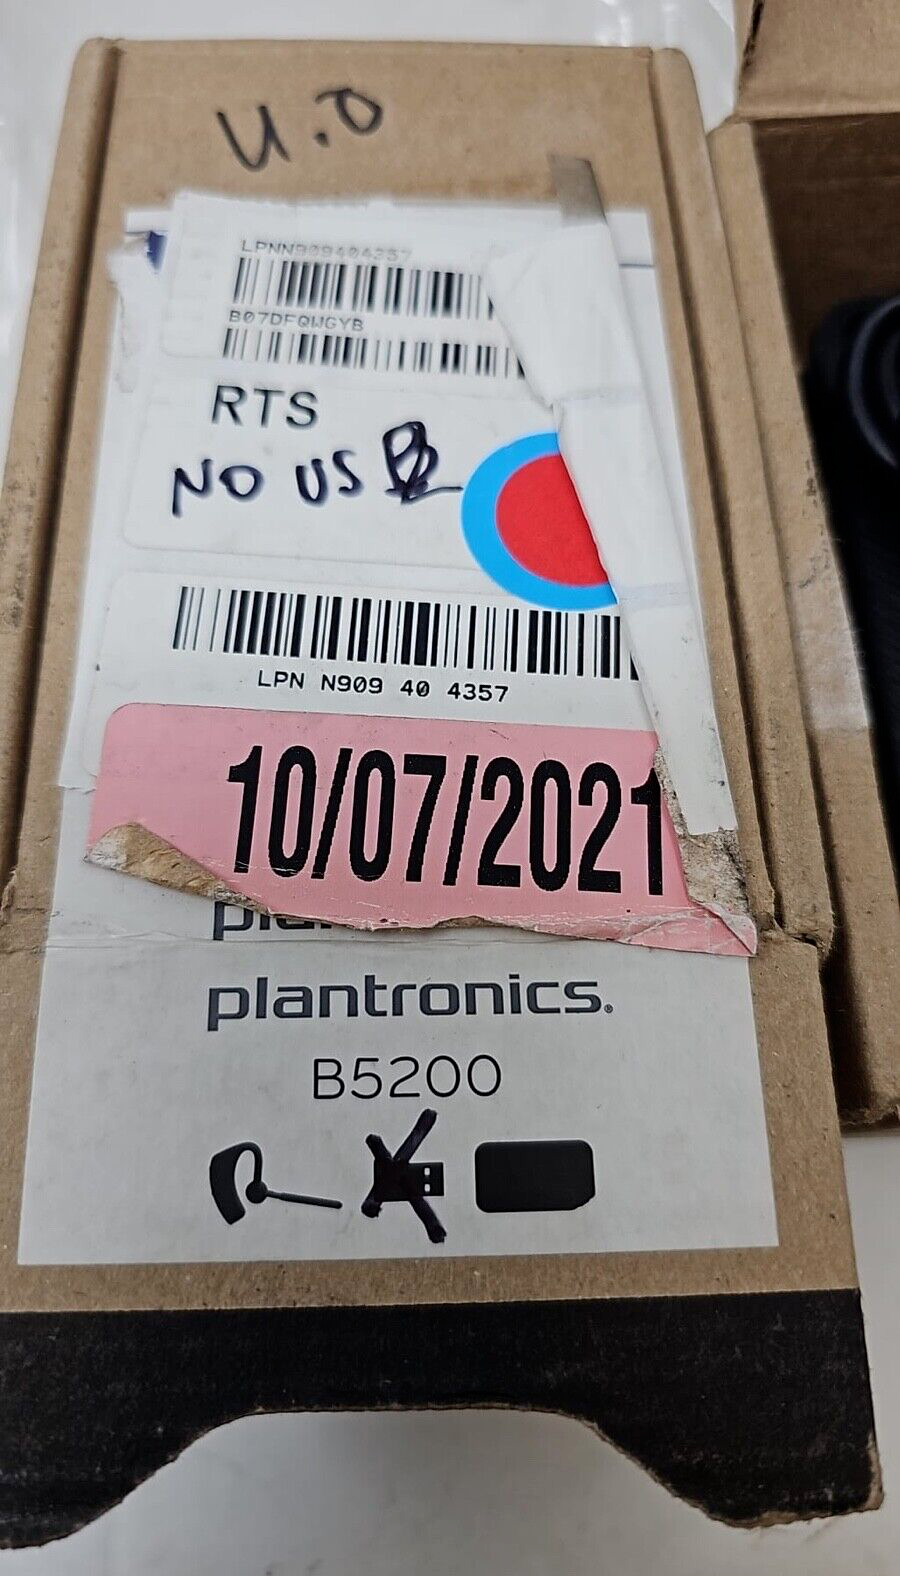 U.O
LPNN909404357
B07DFQWGYB
RTS
NO USB
LPN N909 40 4357
10/07/2021
plantronics.
B5200